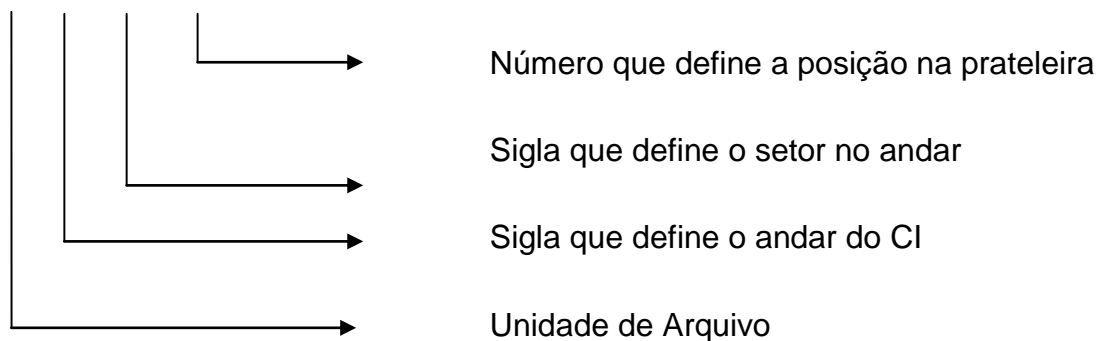 Número que define a posição na prateleira
Sigla que define o setor no andar
Sigla que define o andar do CI
Unidade de Arquivo